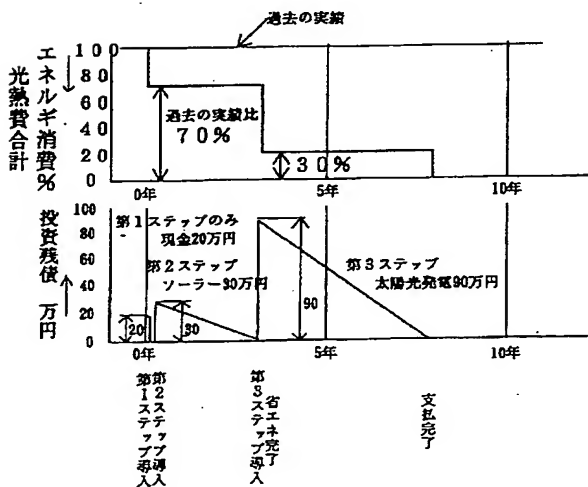 過去の実績
エネルギ消費%
光熱費合計
100
80
60
40
20
0
過去の実績比
70%
30%
0年
5年
10年
投資残債 万円
100
80
60
40
20
0
第1ステップのみ
現金20万円
第2ステップ
ソーラー30万円
第3ステップ
太陽光発電90万円
20
30
90
0年
5年
10年
第1ステップ導入
第2ステップ導入
第3ステップ導入
省エネ完了
支払完了